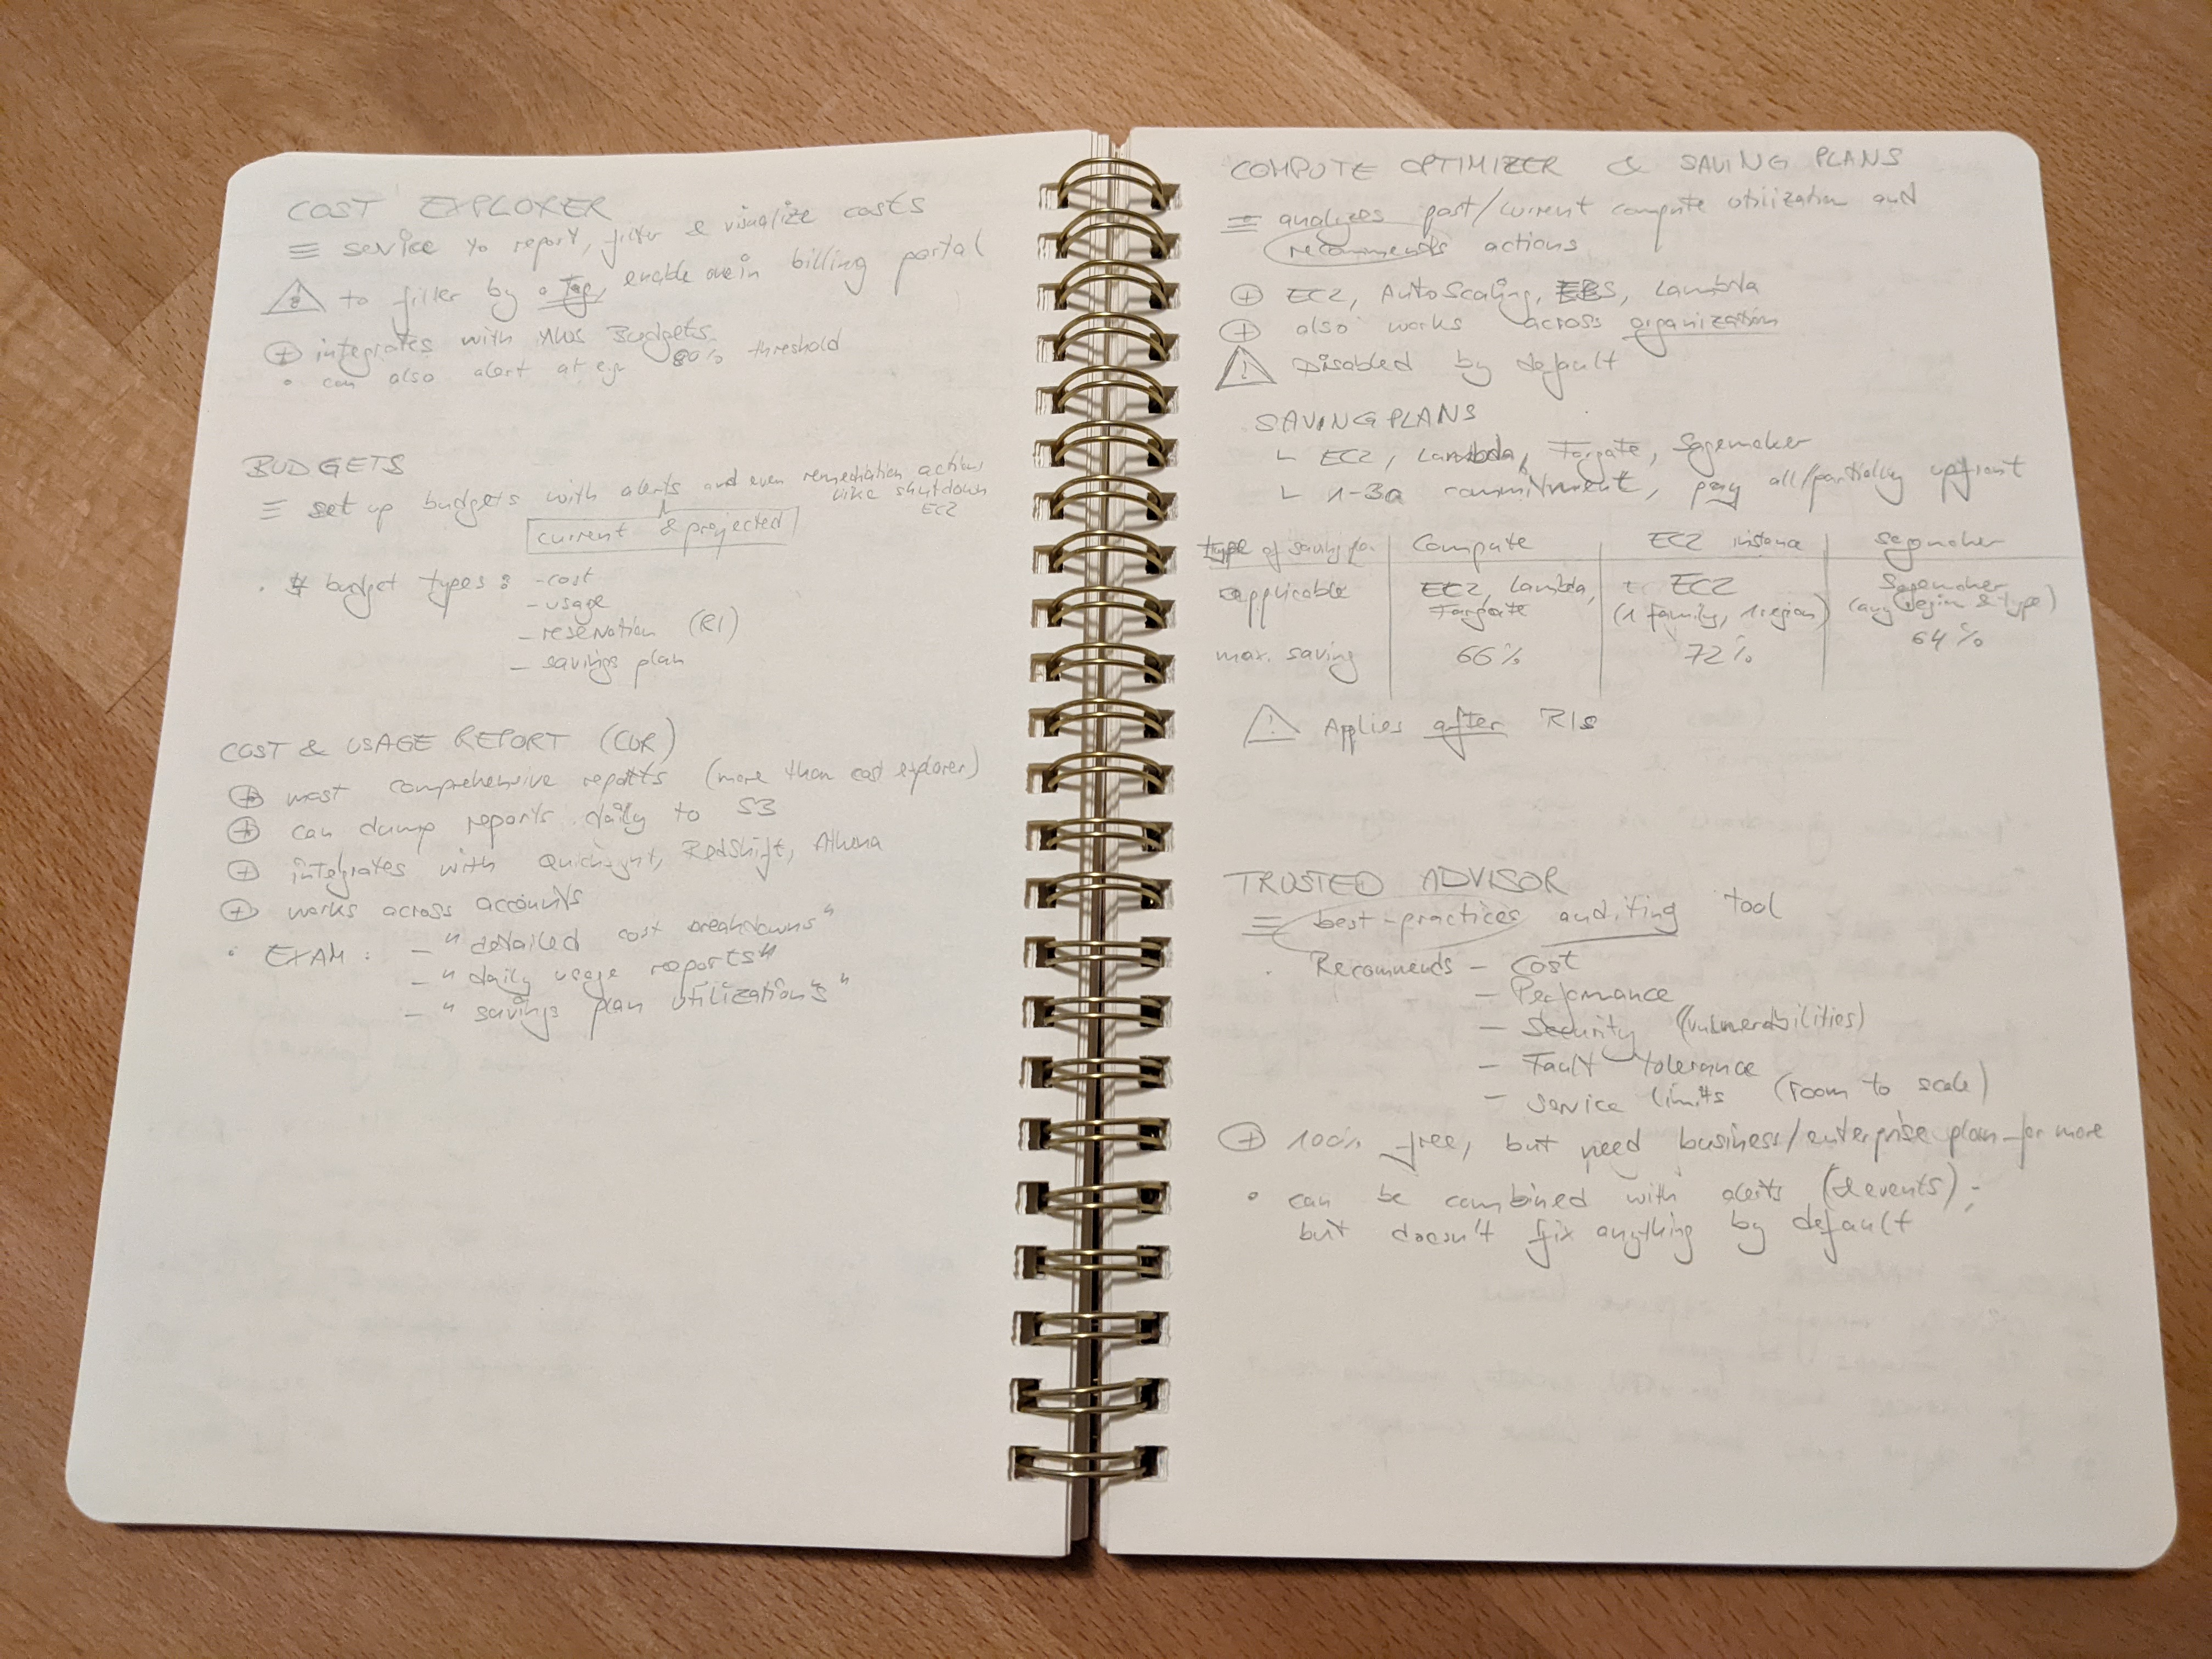 COST EXPLORER
≡ service to report, filter & visualize costs
⚠ to filter by a Tag, enable one in billing portal
⊕ integrates with AWS Budgets
• can also alert at e.g. 80% threshold
BUDGETS
≡ set up budgets with alerts and even remediation actions
like shutdown
EC2
current & projected
• 4 budget types: - cost
- usage
- reservation (RI)
- savings plan
COST & USAGE REPORT (CUR)
⊕ most comprehensive reports (more than cost explorer)
⊕ can dump reports daily to S3
⊕ integrates with Quicksight, RedShift, Athena
⊕ works across accounts
• EXAM: - "detailed cost breakdowns"
- "daily usage reports"
- "savings plan utilizations"
COMPUTE OPTIMIZER & SAVING PLANS
≡ analyzes past/current compute utilization and
recommends actions
⊕ EC2, AutoScaling, EBS, Lambda
⊕ also works across organization
⚠ Disabled by default
SAVING PLANS
└ EC2, Lambda, Fargate, Sagemaker
└ 1-3a commitment, pay all/partially upfront
type of saving plan | Compute | EC2 instance | Sagemaker
applicable | EC2, Lambda, | EC2 | Sagemaker
Fargate | (1 family, 1 region) | (any region & type)
max. saving | 66% | 72% | 64%
⚠ Applies after RIs
TRUSTED ADVISOR
≡ best-practices auditing tool
• Recommends - Cost
- Performance
- Security (vulnerabilities)
- Fault tolerance
- Service limits (room to scale)
⊕ 100% free, but need business/enterprise plan for more
• can be combined with alerts (& events);
but doesn't fix anything by default